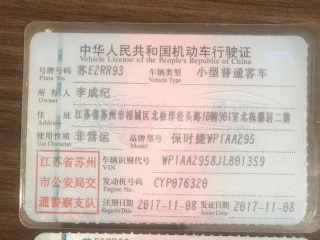 中华人民共和国机动车行驶证
Vehicle License of the People's Republic of China
号牌号码 苏E2RR93 车辆类型 小型普通客车
Plate No. Vehicle Type
所有人 李威纪
Owner
住址 江苏省苏州市相城区北桥
Address
使用性质 非营运 品牌型号 保时捷WP1AA295
Use Character Model
江苏省苏州
市公安局交
通警察支队
车辆识别代号 WP1AA2958JLB01359
VIN
发动机号码 CYP076320
Engine No.
注册日期 2017-11-08 发证日期 2017-11-08
Register Date Issue Date